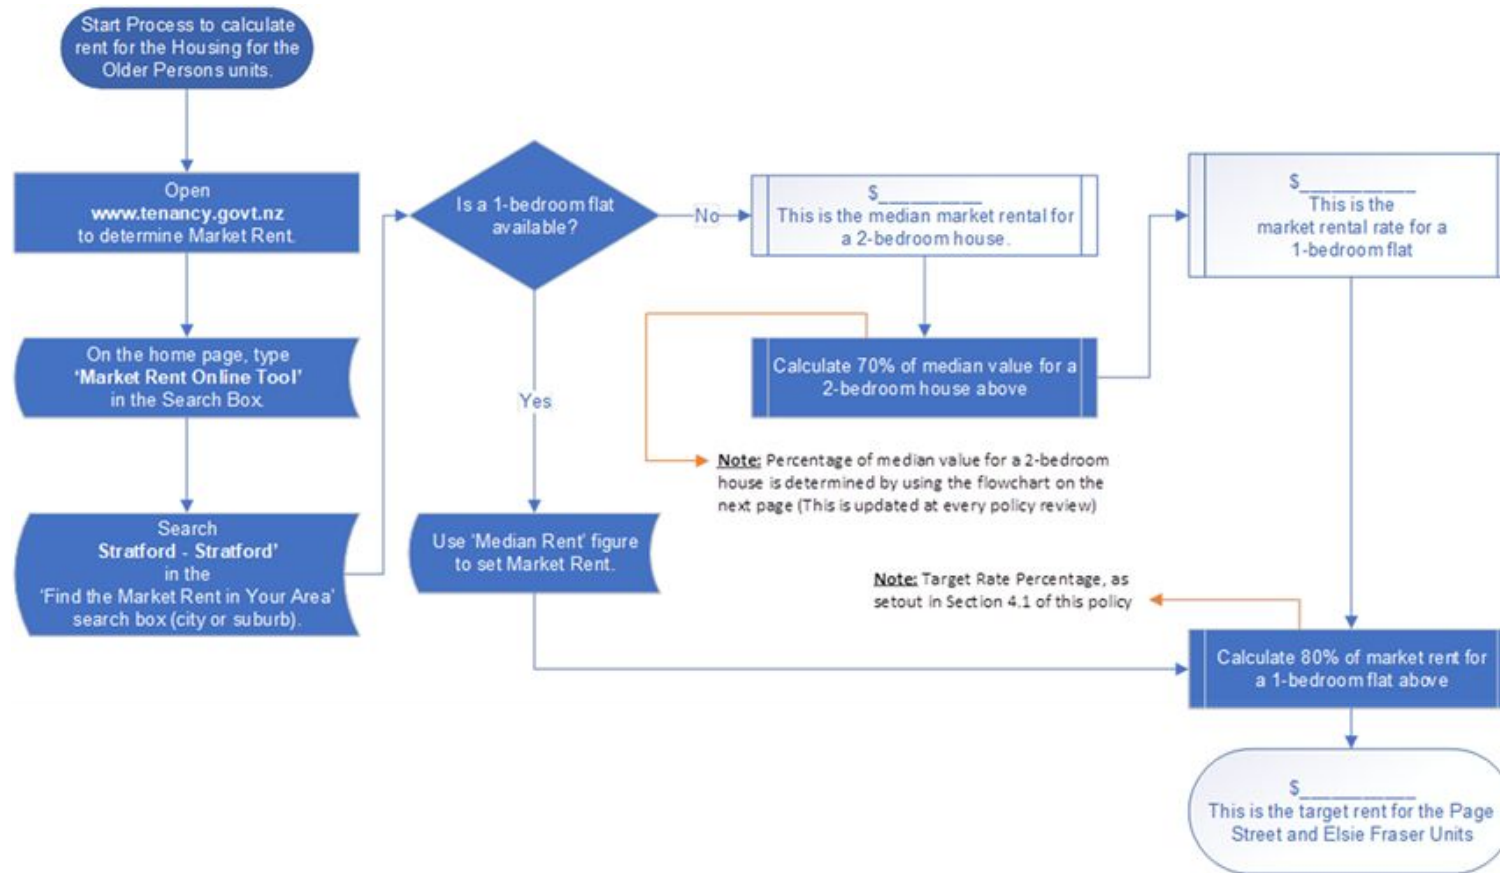 Start Process to calculate
rent for the Housing for the
Older Persons units.
Open
www.tenancy.govt.nz
to determine Market Rent.
On the home page, type
‘Market Rent Online Tool’
in the Search Box.
Search
Stratford - Stratford’
in the
‘Find the Market Rent in Your Area’
search box (city or suburb).
Is a 1-bedroom flat
available?
No
Yes
Use ‘Median Rent’ figure
to set Market Rent.
$___________
This is the median market rental for
a 2-bedroom house.
Calculate 70% of median value for a
2-bedroom house above
Note: Percentage of median value for a 2-bedroom
house is determined by using the flowchart on the
next page (This is updated at every policy review)
$___________
This is the
market rental rate for a
1-bedroom flat
Note: Target Rate Percentage, as
setout in Section 4.1 of this policy
Calculate 80% of market rent for
a 1-bedroom flat above
$___________
This is the target rent for the Page
Street and Elsie Fraser Units